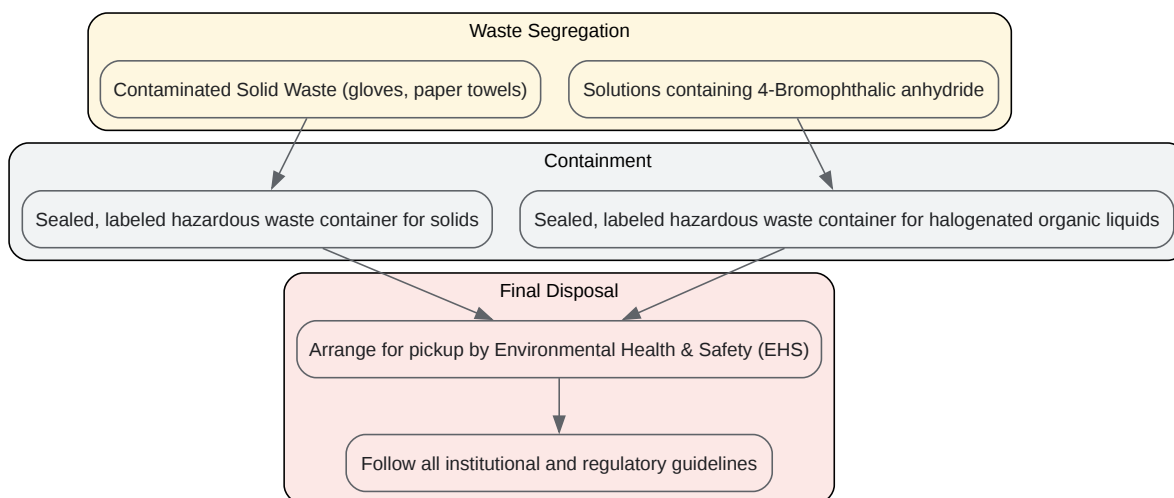 Waste Segregation
Contaminated Solid Waste (gloves, paper towels)
Solutions containing 4-Bromophthalic anhydride
Containment
Sealed, labeled hazardous waste container for solids
Sealed, labeled hazardous waste container for halogenated organic liquids
Final Disposal
Arrange for pickup by Environmental Health & Safety (EHS)
Follow all institutional and regulatory guidelines